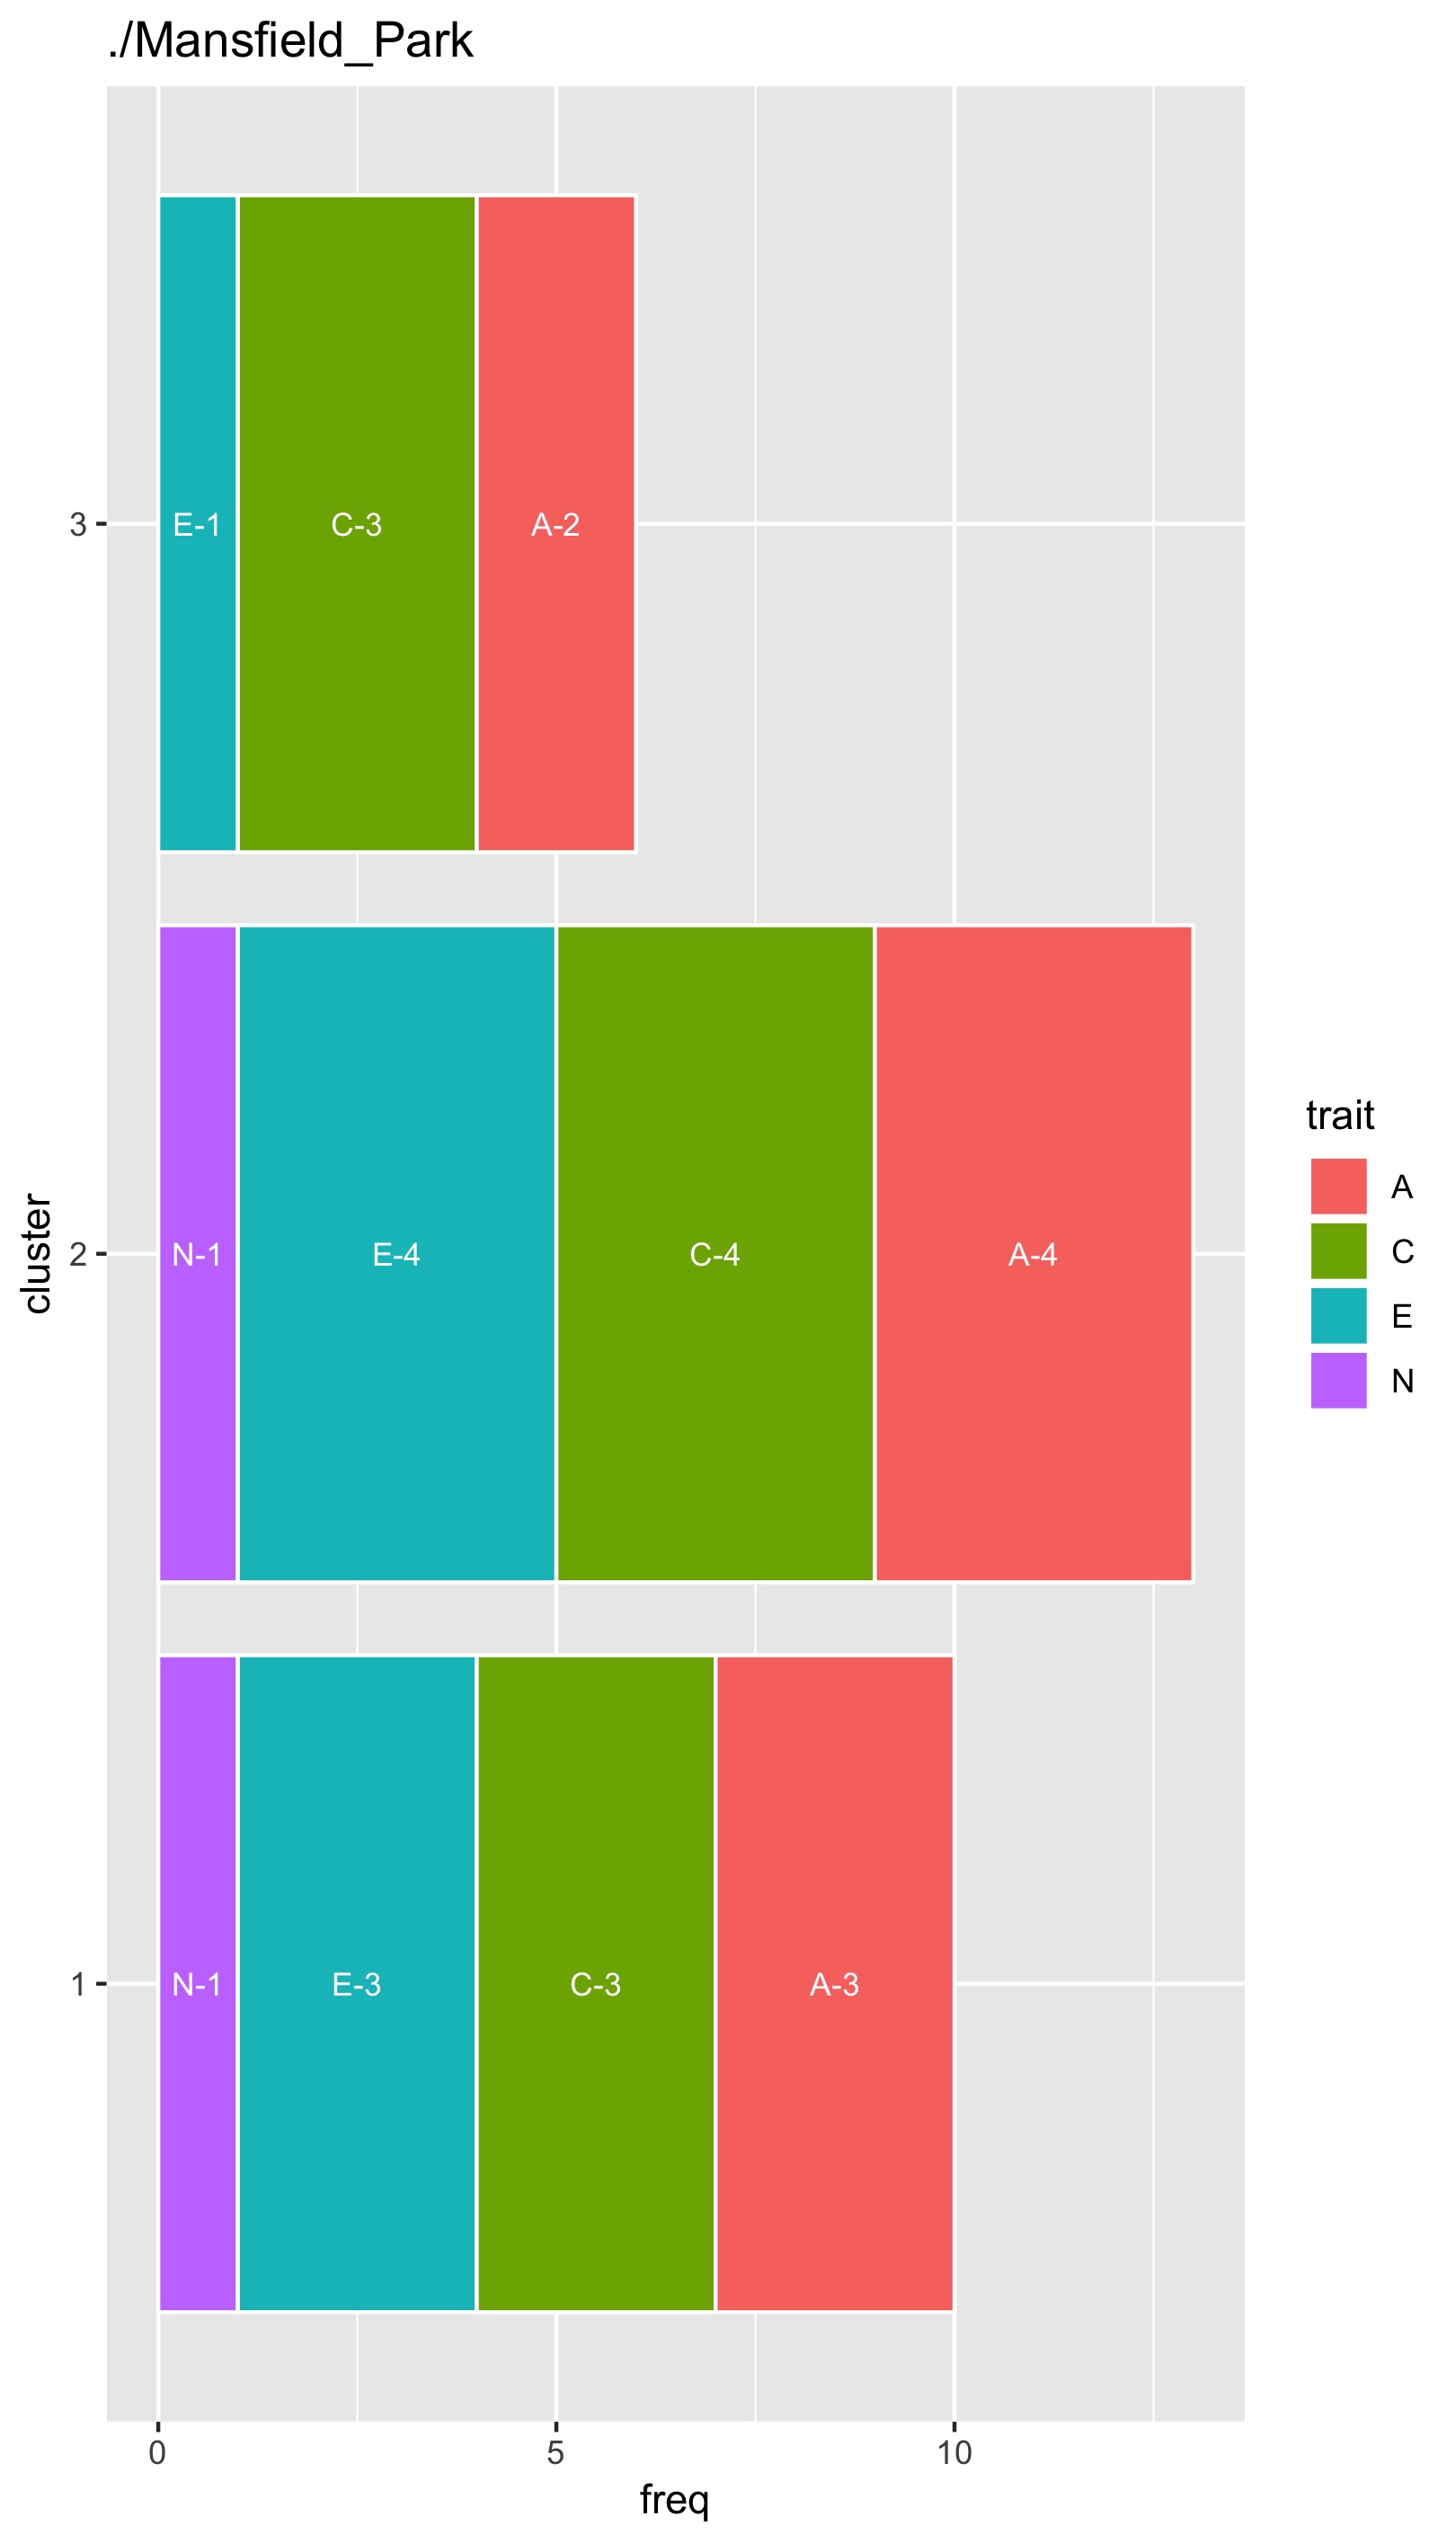 ./Mansfield_Park
3
E-1 C-3 A-2
cluster
2
N-1 E-4 C-4 A-4
1
N-1 E-3 C-3 A-3
0 5 10
freq
trait
A
C
E
N